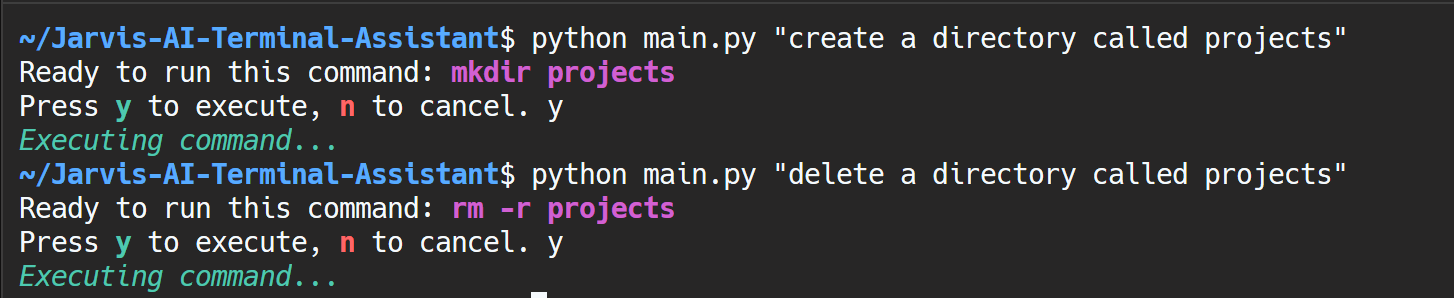 ~/Jarvis-AI-Terminal-Assistant$ python main.py "create a directory called projects"
Ready to run this command: mkdir projects
Press y to execute, n to cancel. y
Executing command...
~/Jarvis-AI-Terminal-Assistant$ python main.py "delete a directory called projects"
Ready to run this command: rm -r projects
Press y to execute, n to cancel. y
Executing command...